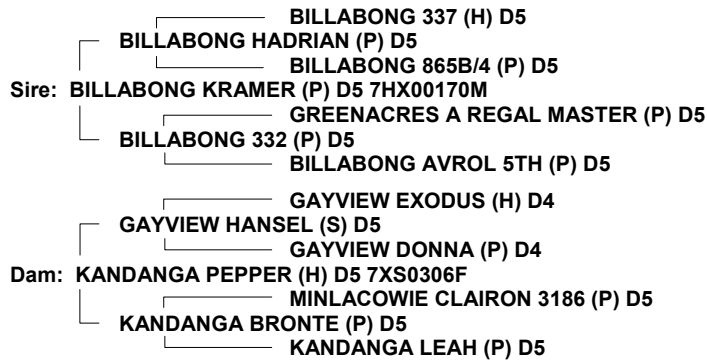 BILLABONG 337 (H) D5
BILLABONG HADRIAN (P) D5
BILLABONG 865B/4 (P) D5
Sire: BILLABONG KRAMER (P) D5 7HX00170M
GREENACRES A REGAL MASTER (P) D5
BILLABONG 332 (P) D5
BILLABONG AVROL 5TH (P) D5
GAYVIEW EXODUS (H) D4
GAYVIEW HANSEL (S) D5
GAYVIEW DONNA (P) D4
Dam: KANDANGA PEPPER (H) D5 7XS0306F
MINLACOWIE CLAIRON 3186 (P) D5
KANDANGA BRONTE (P) D5
KANDANGA LEAH (P) D5